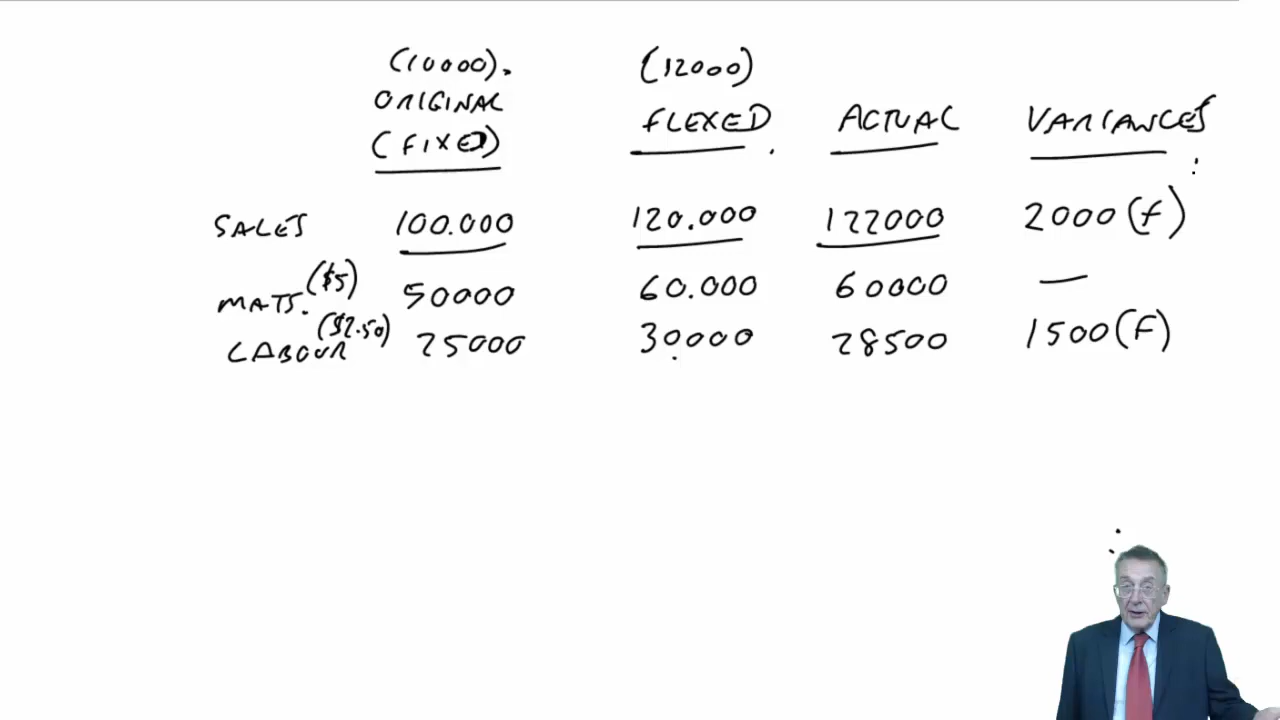 (10000). (12000)
ORIGINAL (FIXED) FLEXED ACTUAL VARIANCES
SALES 100.000 120.000 122000 2000 (f)
MATS. ($5) 50000 60.000 60000 —
LABOUR ($2.50) 25000 30000 28500 1500 (F)